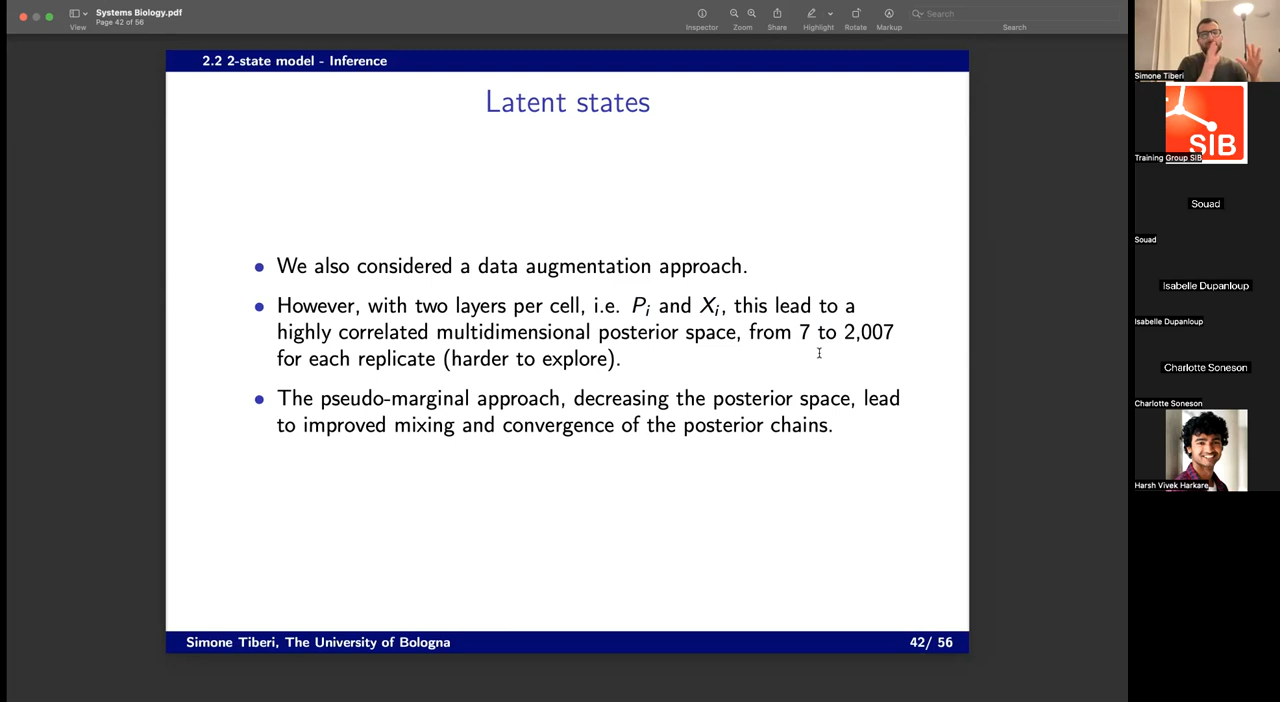 Systems Biology.pdf
Page 42 of 56
View
Inspector
Zoom
Share
Highlight
Rotate
Markup
Search
Search
2.2 2-state model - Inference
Latent states
We also considered a data augmentation approach.
However, with two layers per cell, i.e. Pi and Xi, this lead to a
highly correlated multidimensional posterior space, from 7 to 2,007
for each replicate (harder to explore).
The pseudo-marginal approach, decreasing the posterior space, lead
to improved mixing and convergence of the posterior chains.
Simone Tiberi, The University of Bologna
42/ 56
Simone Tiberi
SIB
Training Group SIB
Souad
Souad
Isabelle Dupanloup
Isabelle Dupanloup
Charlotte Soneson
Charlotte Soneson
Harsh Vivek Harkare